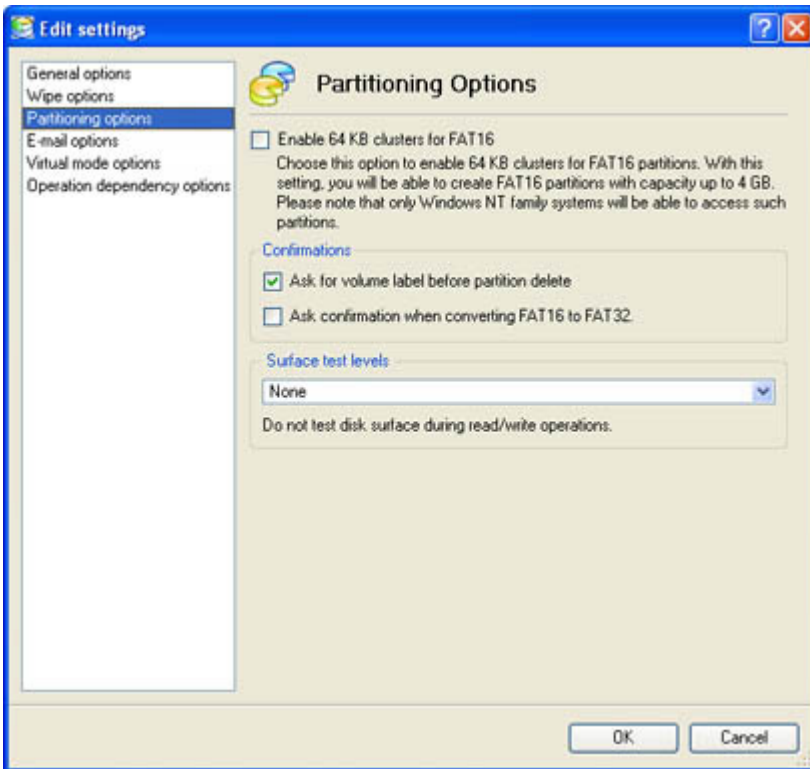 Edit settings
General options
Wipe options
Partitioning options
E-mail options
Virtual mode options
Operation dependency options
Partitioning Options
Enable 64 KB clusters for FAT16
Choose this option to enable 64 KB clusters for FAT16 partitions. With this
setting, you will be able to create FAT16 partitions with capacity up to 4 GB.
Please note that only Windows NT family systems will be able to access such
partitions.
Confirmations
Ask for volume label before partition delete
Ask confirmation when converting FAT16 to FAT32.
Surface test levels
None
Do not test disk surface during read/write operations.
OK
Cancel